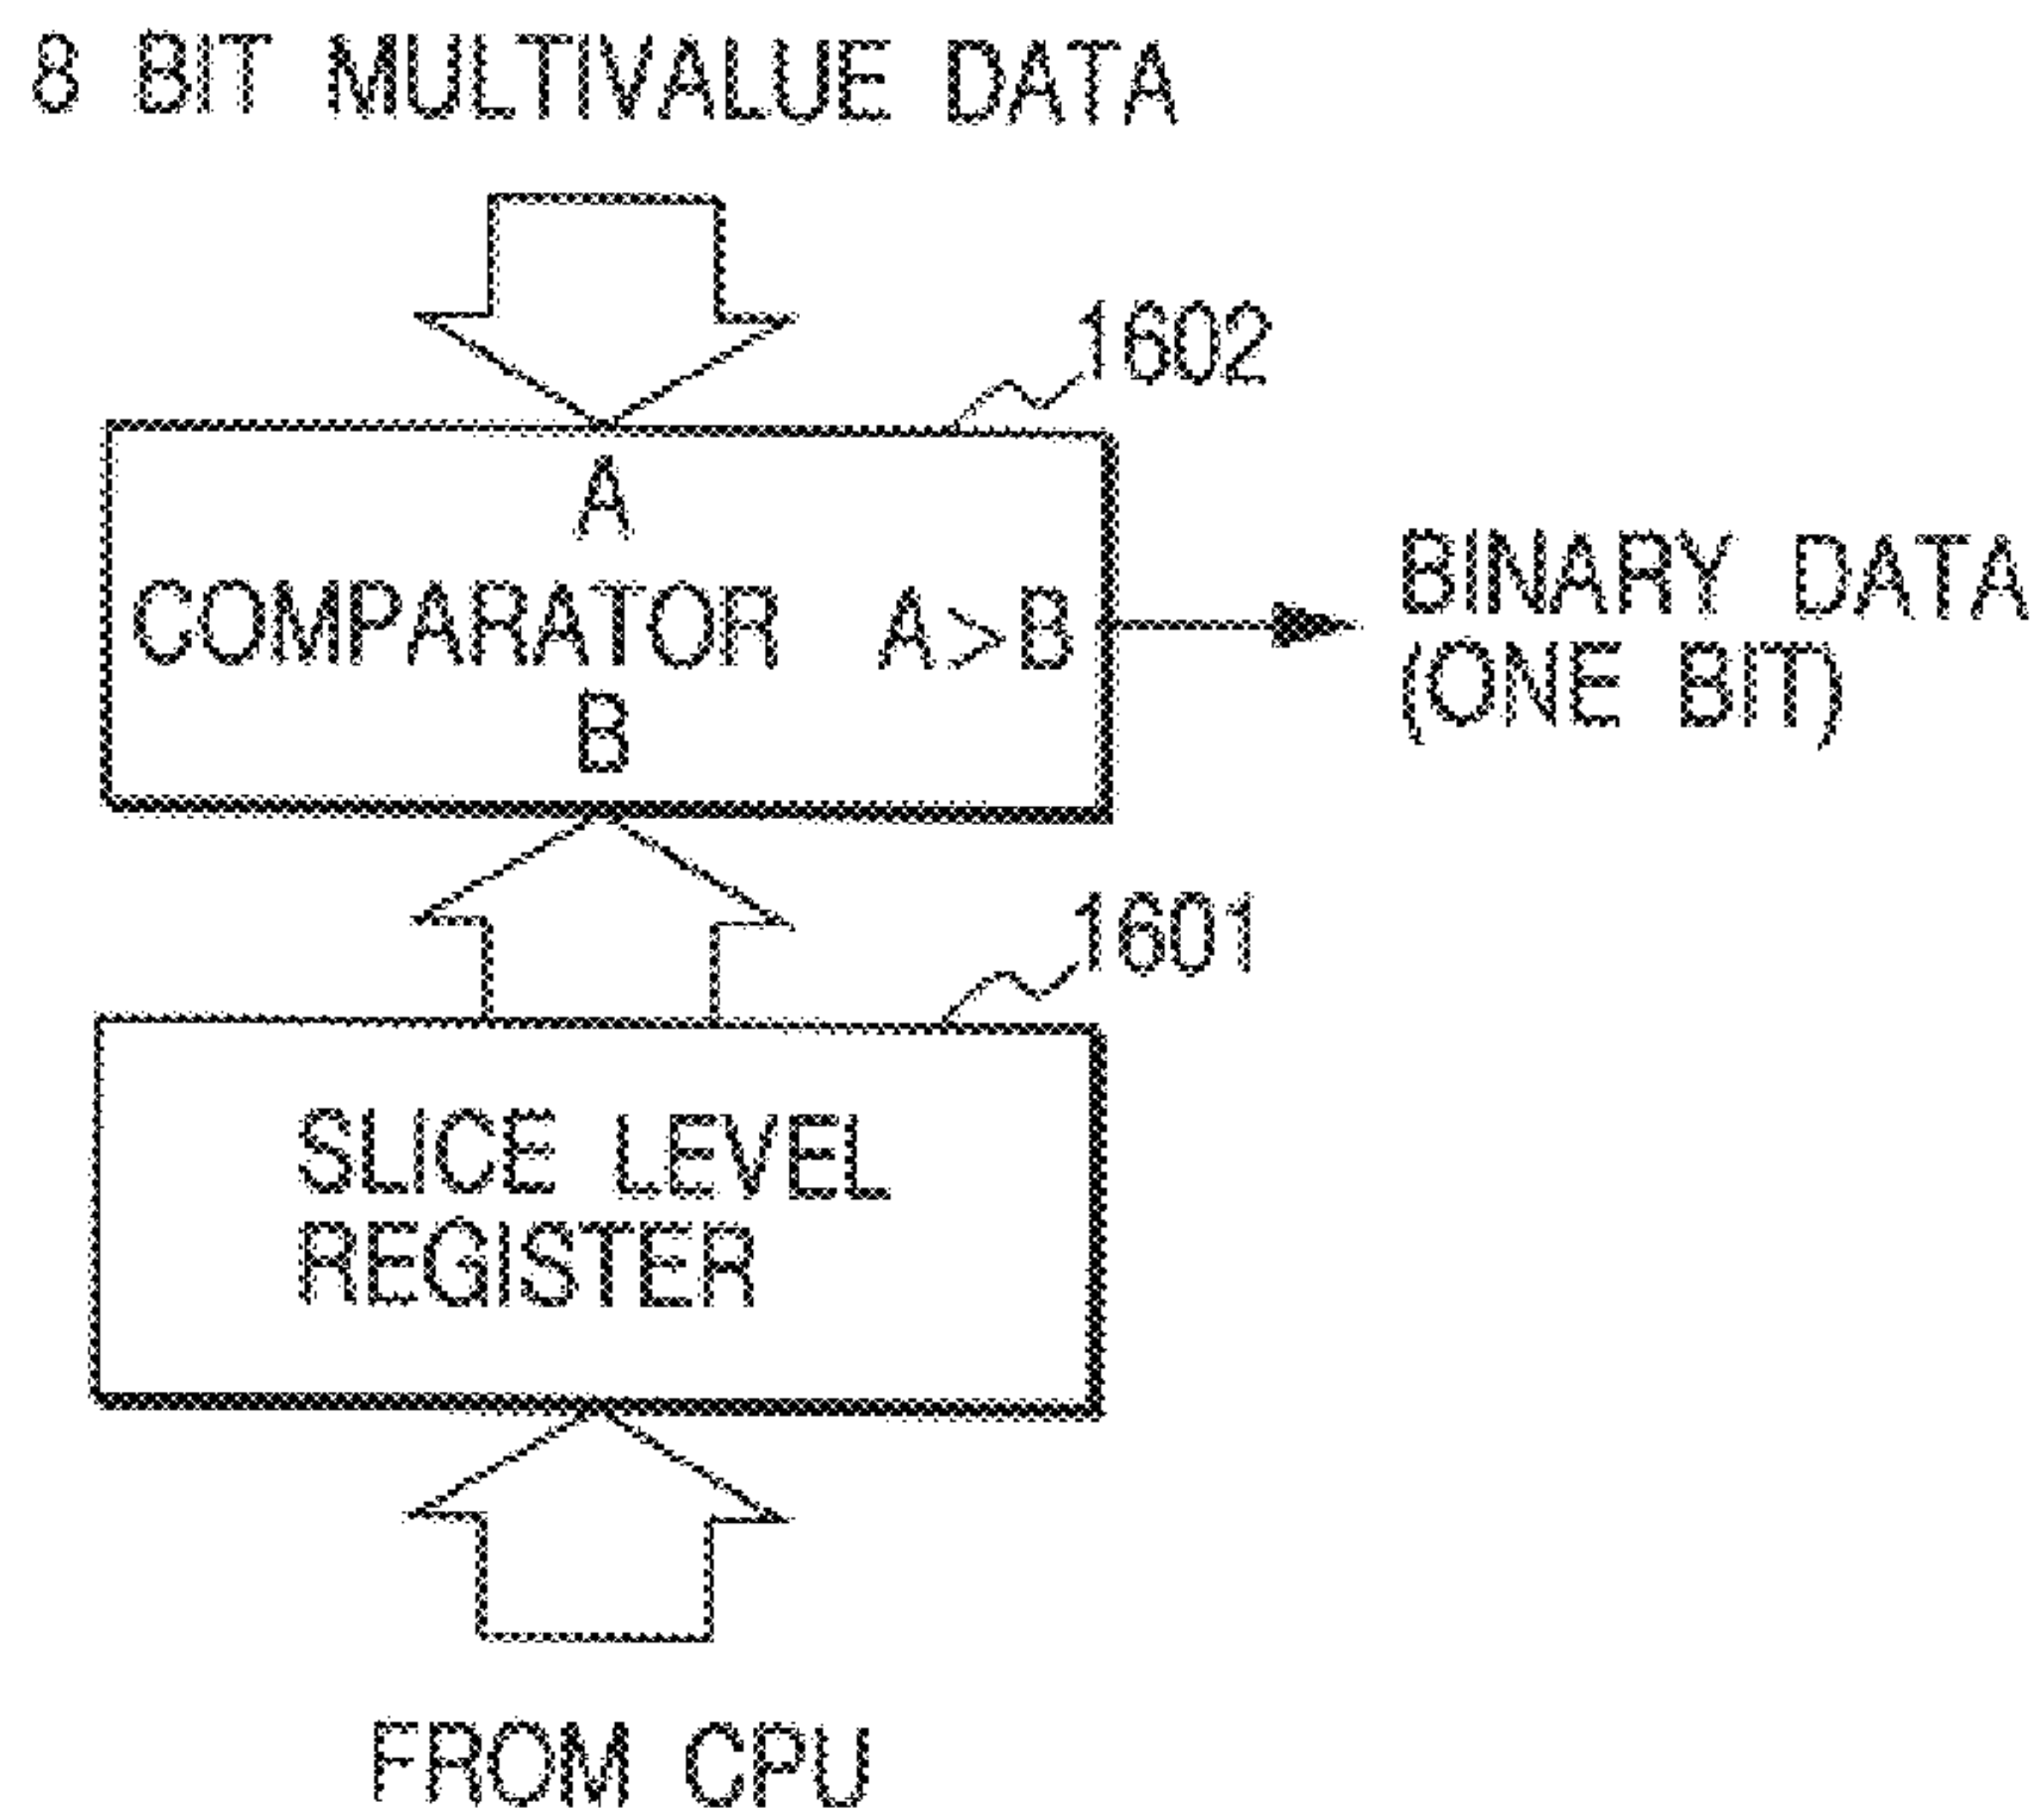 8 BIT MULTIVALUE DATA
1602
A
COMPARATOR A>B
B
BINARY DATA
(ONE BIT)
1601
SLICE LEVEL
REGISTER
FROM CPU